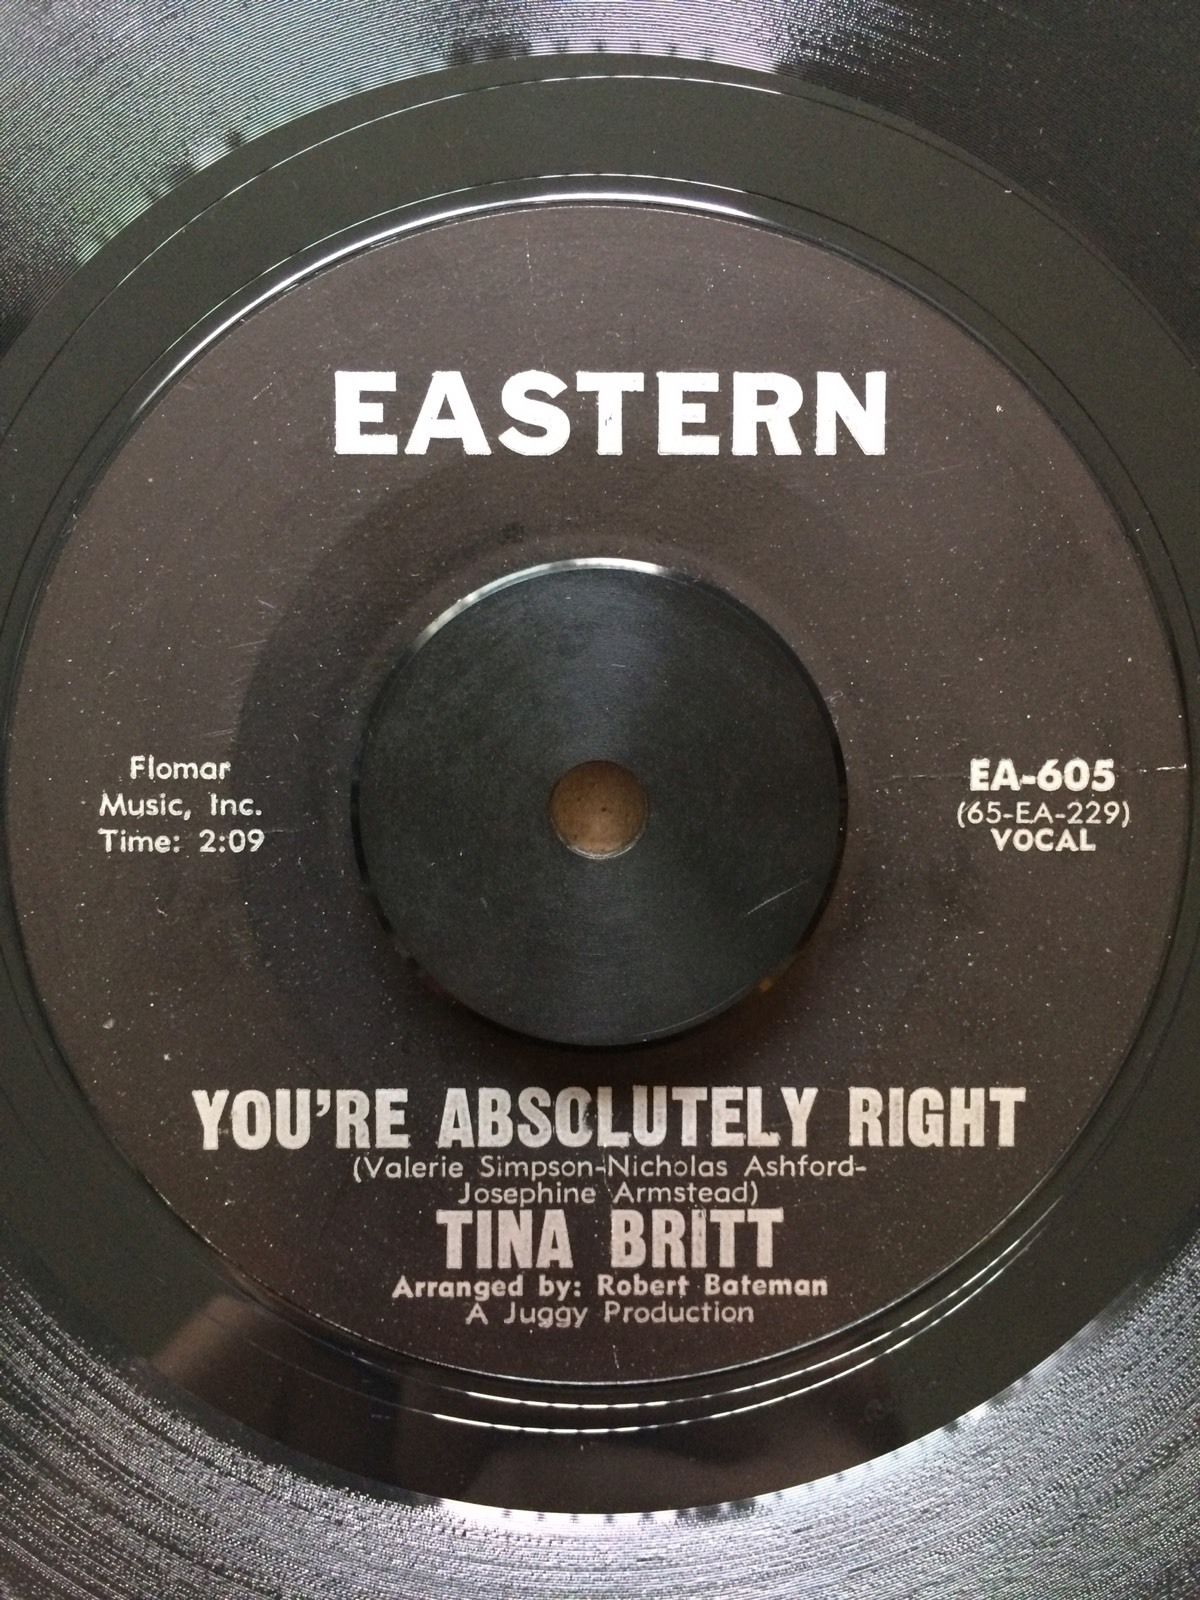 EASTERN
Flomar
Music, Inc.
Time: 2:09
EA-605
(65-EA-229)
VOCAL
YOU'RE ABSOLUTELY RIGHT
(Valerie Simpson-Nicholas Ashford-
Josephine Armstead)
TINA BRITT
Arranged by: Robert Bateman
A Juggy Production